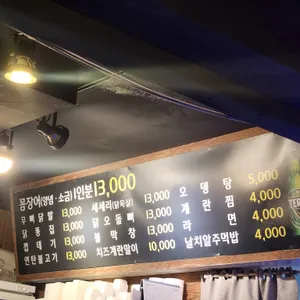 꼼장어(양념·소금)1인분 13,000
무뼈닭발 13,000 세세리(닭목살) 13,000 오뎅탕 5,000
닭똥집 13,000 닭오돌뼈 13,000 계란찜 4,000
껍데기 13,000 불막창 13,000 라면 4,000
연탄불고기 13,000 치즈계란말이 10,000 날치알주먹밥 4,000